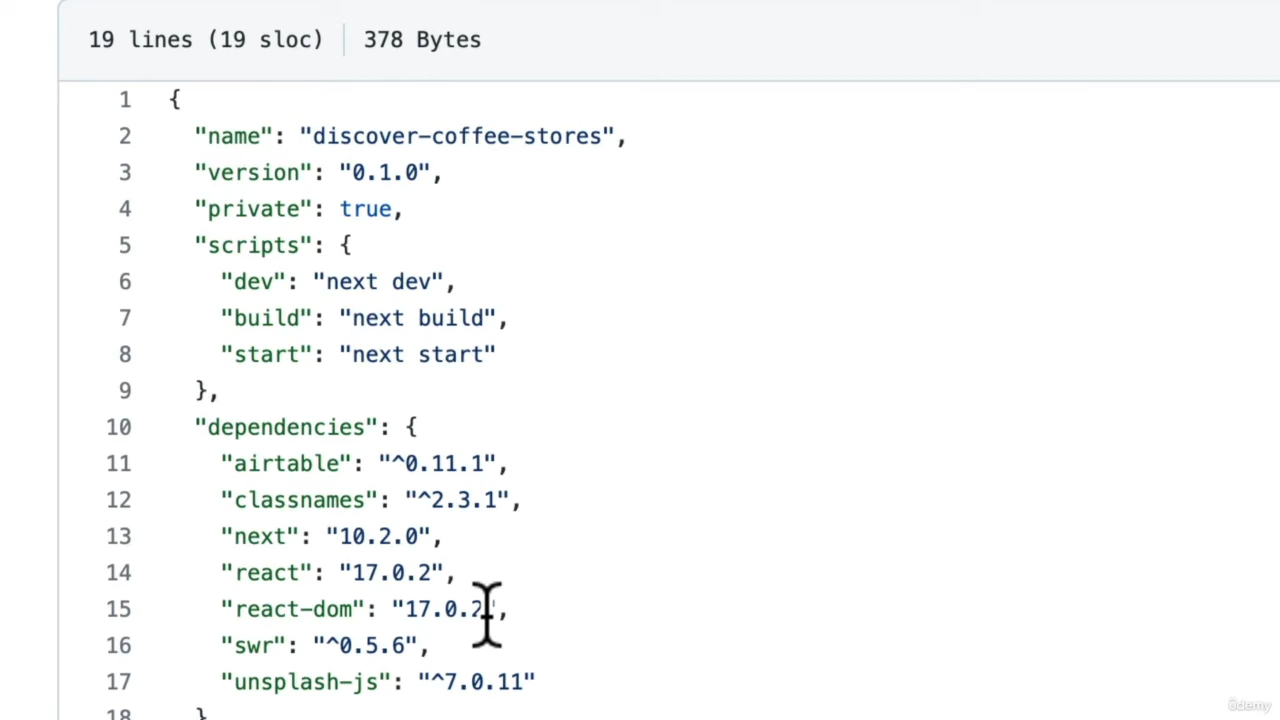 19 lines (19 sloc) 378 Bytes
1 {
2 "name": "discover-coffee-stores",
3 "version": "0.1.0",
4 "private": true,
5 "scripts": {
6 "dev": "next dev",
7 "build": "next build",
8 "start": "next start"
9 },
10 "dependencies": {
11 "airtable": "^0.11.1",
12 "classnames": "^2.3.1",
13 "next": "10.2.0",
14 "react": "17.0.2",
15 "react-dom": "17.0.2",
16 "swr": "^0.5.6",
17 "unsplash-js": "^7.0.11"
18 }
ûdemy